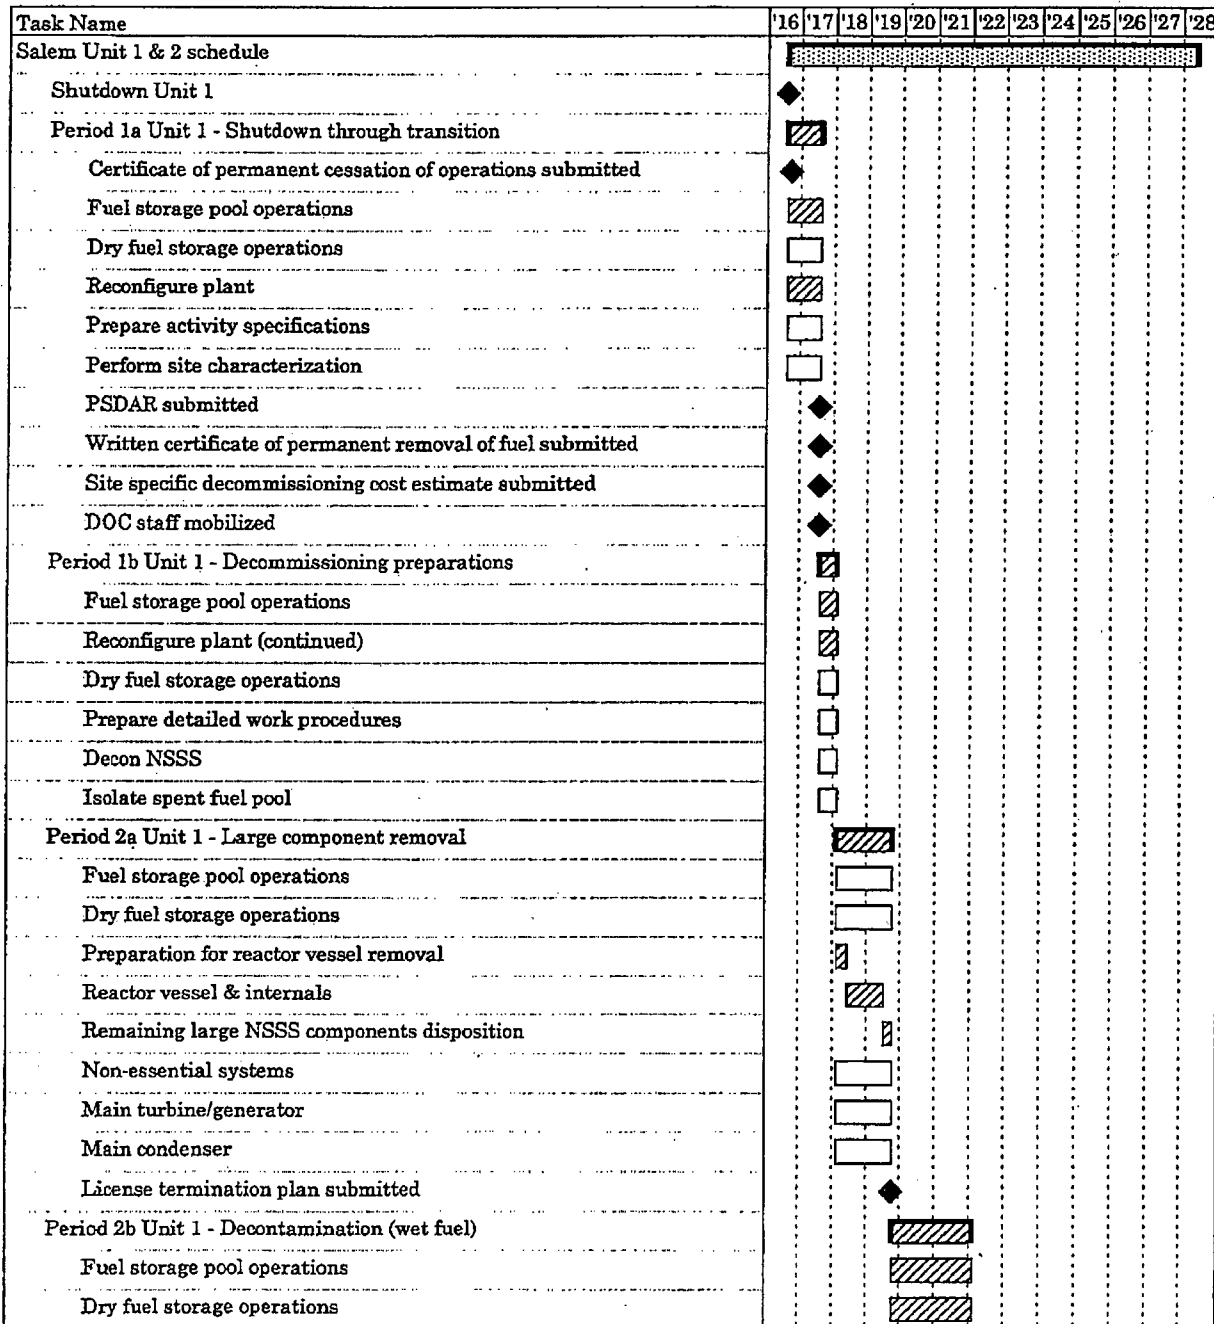 Task Name '16 '17 '18 '19 '20 '21 '22 '23 '24 '25 '26 '27 '28
Salem Unit 1 & 2 schedule
Shutdown Unit 1
Period 1a Unit 1 - Shutdown through transition
Certificate of permanent cessation of operations submitted
Fuel storage pool operations
Dry fuel storage operations
Reconfigure plant
Prepare activity specifications
Perform site characterization
PSDAR submitted
Written certificate of permanent removal of fuel submitted
Site specific decommissioning cost estimate submitted
DOC staff mobilized
Period 1b Unit 1 - Decommissioning preparations
Fuel storage pool operations
Reconfigure plant (continued)
Dry fuel storage operations
Prepare detailed work procedures
Decon NSSS
Isolate spent fuel pool
Period 2a Unit 1 - Large component removal
Fuel storage pool operations
Dry fuel storage operations
Preparation for reactor vessel removal
Reactor vessel & internals
Remaining large NSSS components disposition
Non-essential systems
Main turbine/generator
Main condenser
License termination plan submitted
Period 2b Unit 1 - Decontamination (wet fuel)
Fuel storage pool operations
Dry fuel storage operations